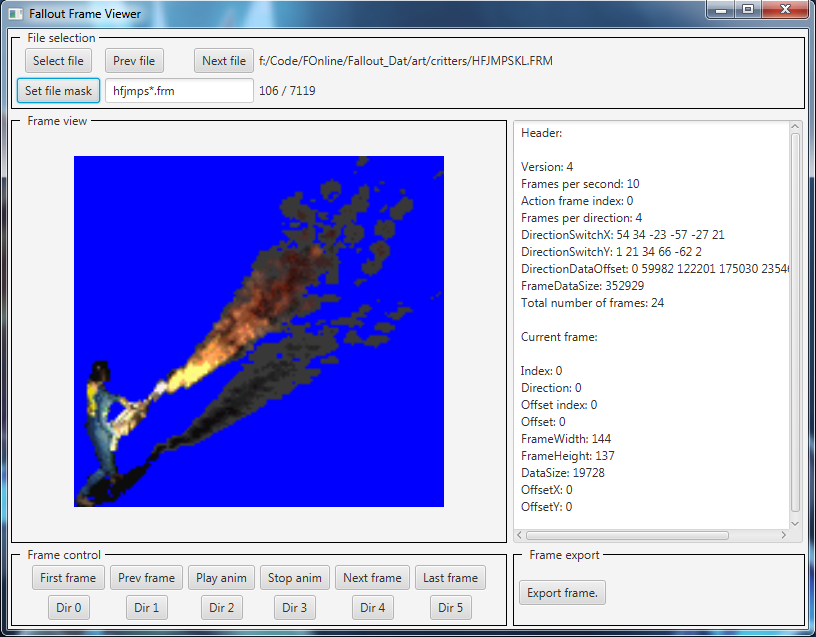 Fallout Frame Viewer
File selection
Select file Prev file Next file f:/Code/FOnline/Fallout_Dat/art/critters/HFJMPSKL.FRM
Set file mask hfjmps*.frm 106 / 7119
Frame view
Header:
Version: 4
Frames per second: 10
Action frame index: 0
Frames per direction: 4
DirectionSwitchX: 54 34 -23 -57 -27 21
DirectionSwitchY: 1 21 34 66 -62 2
DirectionDataOffset: 0 59982 122201 175030 2354
FrameDataSize: 352929
Total number of frames: 24
Current frame:
Index: 0
Direction: 0
Offset index: 0
Offset: 0
FrameWidth: 144
FrameHeight: 137
DataSize: 19728
OffsetX: 0
OffsetY: 0
Frame control
First frame Prev frame Play anim Stop anim Next frame Last frame
Dir 0 Dir 1 Dir 2 Dir 3 Dir 4 Dir 5
Frame export
Export frame.